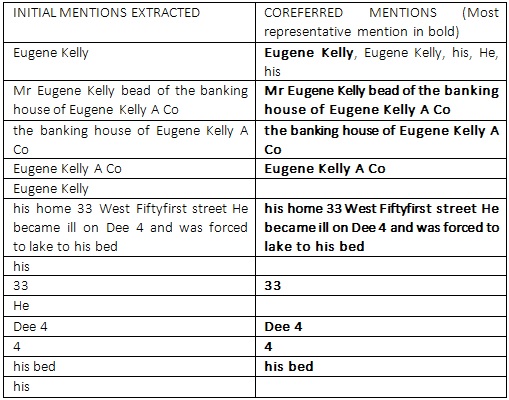 INITIAL MENTIONS EXTRACTED
COREFERRED MENTIONS (Most
representative mention in bold)
Eugene Kelly
Eugene Kelly, Eugene Kelly, his, He,
his
Mr Eugene Kelly bead of the banking
house of Eugene Kelly A Co
Mr Eugene Kelly bead of the banking
house of Eugene Kelly A Co
the banking house of Eugene Kelly A
Co
the banking house of Eugene Kelly A
Co
Eugene Kelly A Co
Eugene Kelly A Co
Eugene Kelly
his home 33 West Fiftyfirst street He
became ill on Dee 4 and was forced
to lake to his bed
his home 33 West Fiftyfirst street He
became ill on Dee 4 and was forced to
lake to his bed
his
33
33
He
Dee 4
Dee 4
4
4
his bed
his bed
his